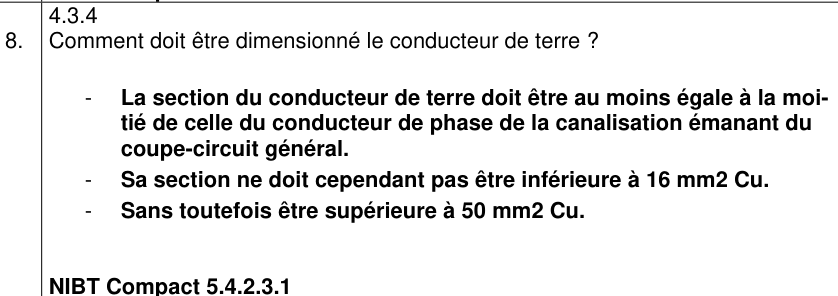 4.3.4
8. Comment doit être dimensionné le conducteur de terre ?
- La section du conducteur de terre doit être au moins égale à la moi-
tié de celle du conducteur de phase de la canalisation émanant du
coupe-circuit général.
- Sa section ne doit cependant pas être inférieure à 16 mm2 Cu.
- Sans toutefois être supérieure à 50 mm2 Cu.
NIBT Compact 5.4.2.3.1